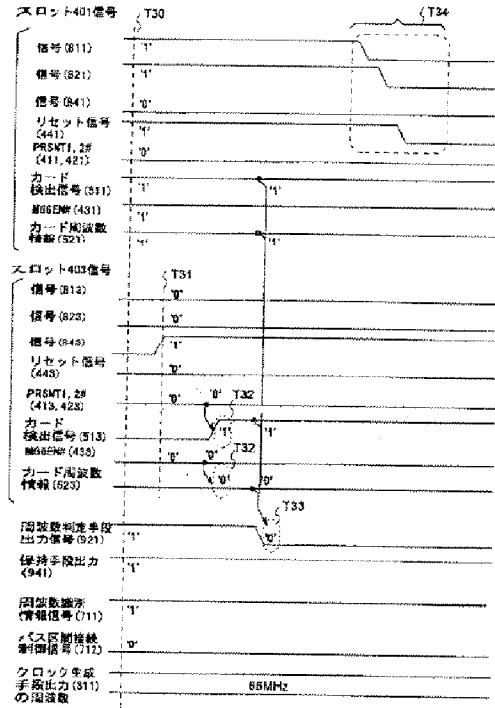 スロット401信号 T30 T34
信号(811) '1'
信号(821) '1'
信号(841) '0'
リセット信号
(441) '1'
PRSNT1, 2#
(411, 421) '0'
カード
検出信号(511) '1' '1'
M66EN#(431) '1'
カード周波数
情報(521) '1' '1'
スロット403信号 T31
信号(813) '0'
信号(823) '0'
信号(843) '1'
リセット信号
(443) '0'
PRSNT1, 2#
(413, 423) '0' '0' T32
カード
検出信号(513) '1' '1'
M66EN#(433) '0' '0' T32
カード周波数
情報(523) '0' '0'
T33
周波数判定手段
出力信号(921) '1' '0'
保持手段出力
(941) '1'
周波数識別
情報信号(711) '1'
バス区間接続
制御信号(712) '0'
クロック生成
手段出力(311)
の周波数 66MHz